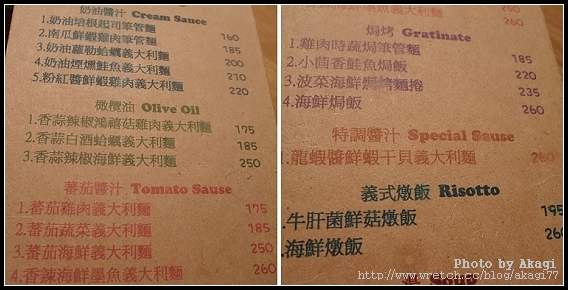 奶油醬汁 Cream Sauce
1.奶油培根起司筆管麵
2.南瓜鮮蝦雞肉筆管麵 160
3.奶油蘿勒蛤蠣義大利麵 185
4.奶油煙燻鮭魚義大利麵 200
5.粉紅醬鮮蝦雞肉義大利麵 210
220
橄欖油 Olive Oil
1.香蒜辣椒鴻禧菇雞肉義大利麵 175
2.香蒜白酒蛤蠣義大利麵 185
3.香蒜辣椒海鮮義大利麵 250
蕃茄醬汁 Tomato Sause
1.蕃茄雞肉義大利麵 175
2.蕃茄蔬菜義大利麵 185
3.蕃茄海鮮義大利麵 250
4.香辣海鮮墨魚義大利麵 260
260
焗烤 Gratinate
1.雞肉時蔬焗筆管麵 185
2.小茴香鮭魚焗飯 220
3.波菜海鮮焗烤麵捲 235
4.海鮮焗飯 260
特調醬汁 Special Sause
1.龍蝦醬鮮蝦干貝義大利麵 260
義式燉飯 Risotto
1.牛肝菌鮮菇燉飯 195
海鮮燉飯 260
湯 Soup
Photo by Akagi
http://www.wretch.cc/blog/akagi77